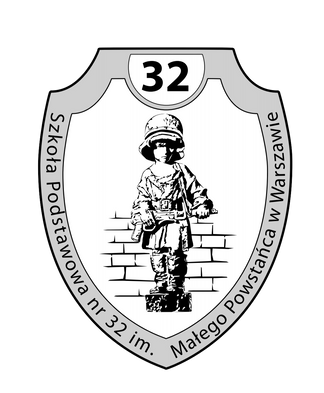 32
Szkoła Podstawowa nr 32 im.
Małego Powstańca w Warszawie